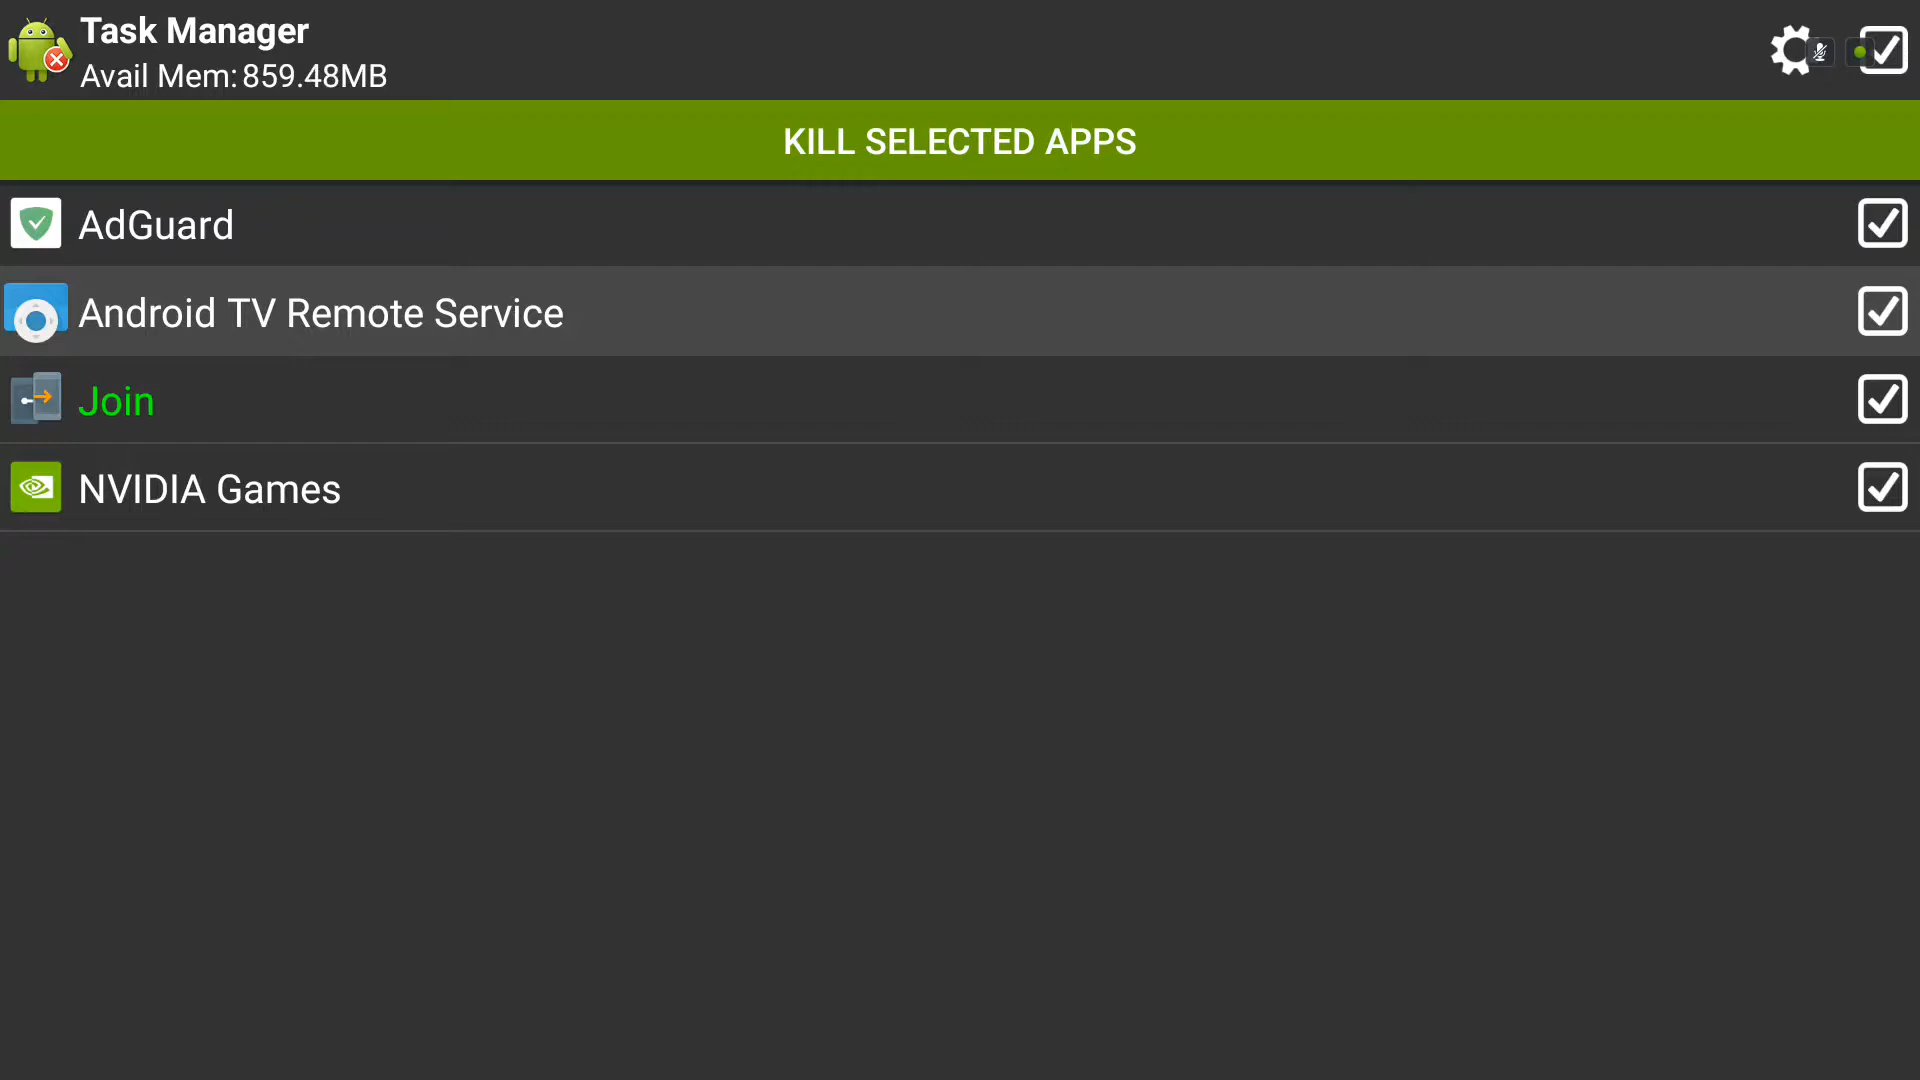 Task Manager
Avail Mem: 859.48MB
KILL SELECTED APPS
AdGuard
Android TV Remote Service
Join
NVIDIA Games